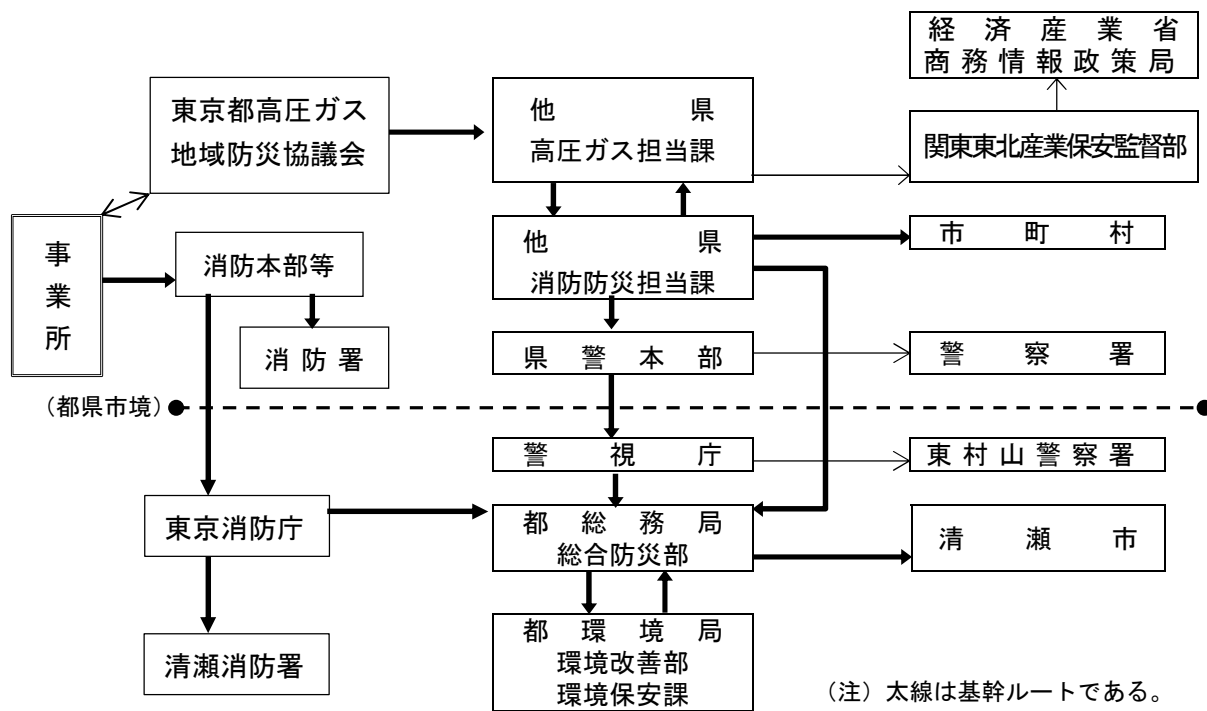 経済産業省
商務情報政策局
東京都高圧ガス
地域防災協議会
他県
高圧ガス担当課
関東東北産業保安監督部
事
業
所
消防本部等
他県
消防防災担当課
市町村
消防署
県警本部
警察署
(都県市境)
警視庁
東村山警察署
東京消防庁
都総務局
総合防災部
清瀬市
清瀬消防署
都環境局
環境改善部
環境保安課
(注)太線は基幹ルートである。